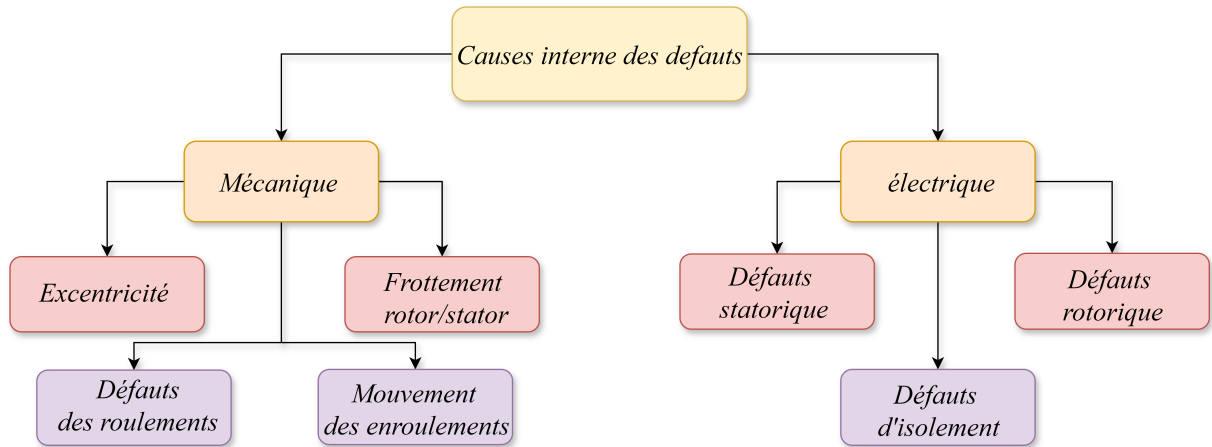 Causes interne des defauts
Mécanique
électrique
Excentricité
Frottement
rotor/stator
Défauts
statorique
Défauts
rotorique
Défauts
des roulements
Mouvement
des enroulements
Défauts
d'isolement